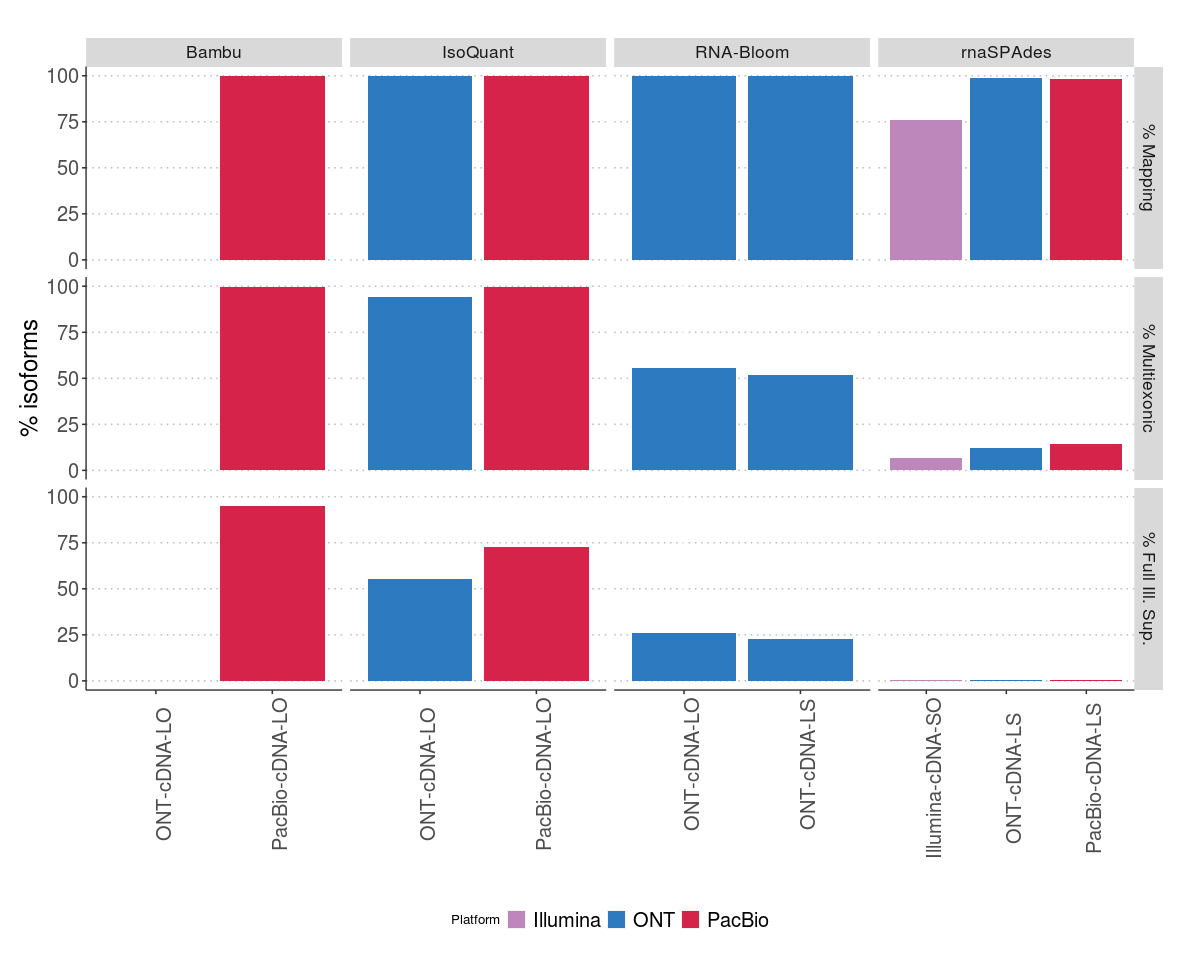 Bambu IsoQuant RNA-Bloom rnaSPAdes
% isoforms
100
75
50
25
0
% Mapping
100
75
50
25
0
% Multiexonic
100
75
50
25
0
% Full Ill. Sup.
ONT-cDNA-LO
PacBio-cDNA-LO
ONT-cDNA-LO
PacBio-cDNA-LO
ONT-cDNA-LO
ONT-cDNA-LS
Illumina-cDNA-SO
ONT-cDNA-LS
PacBio-cDNA-LS
Platform Illumina ONT PacBio